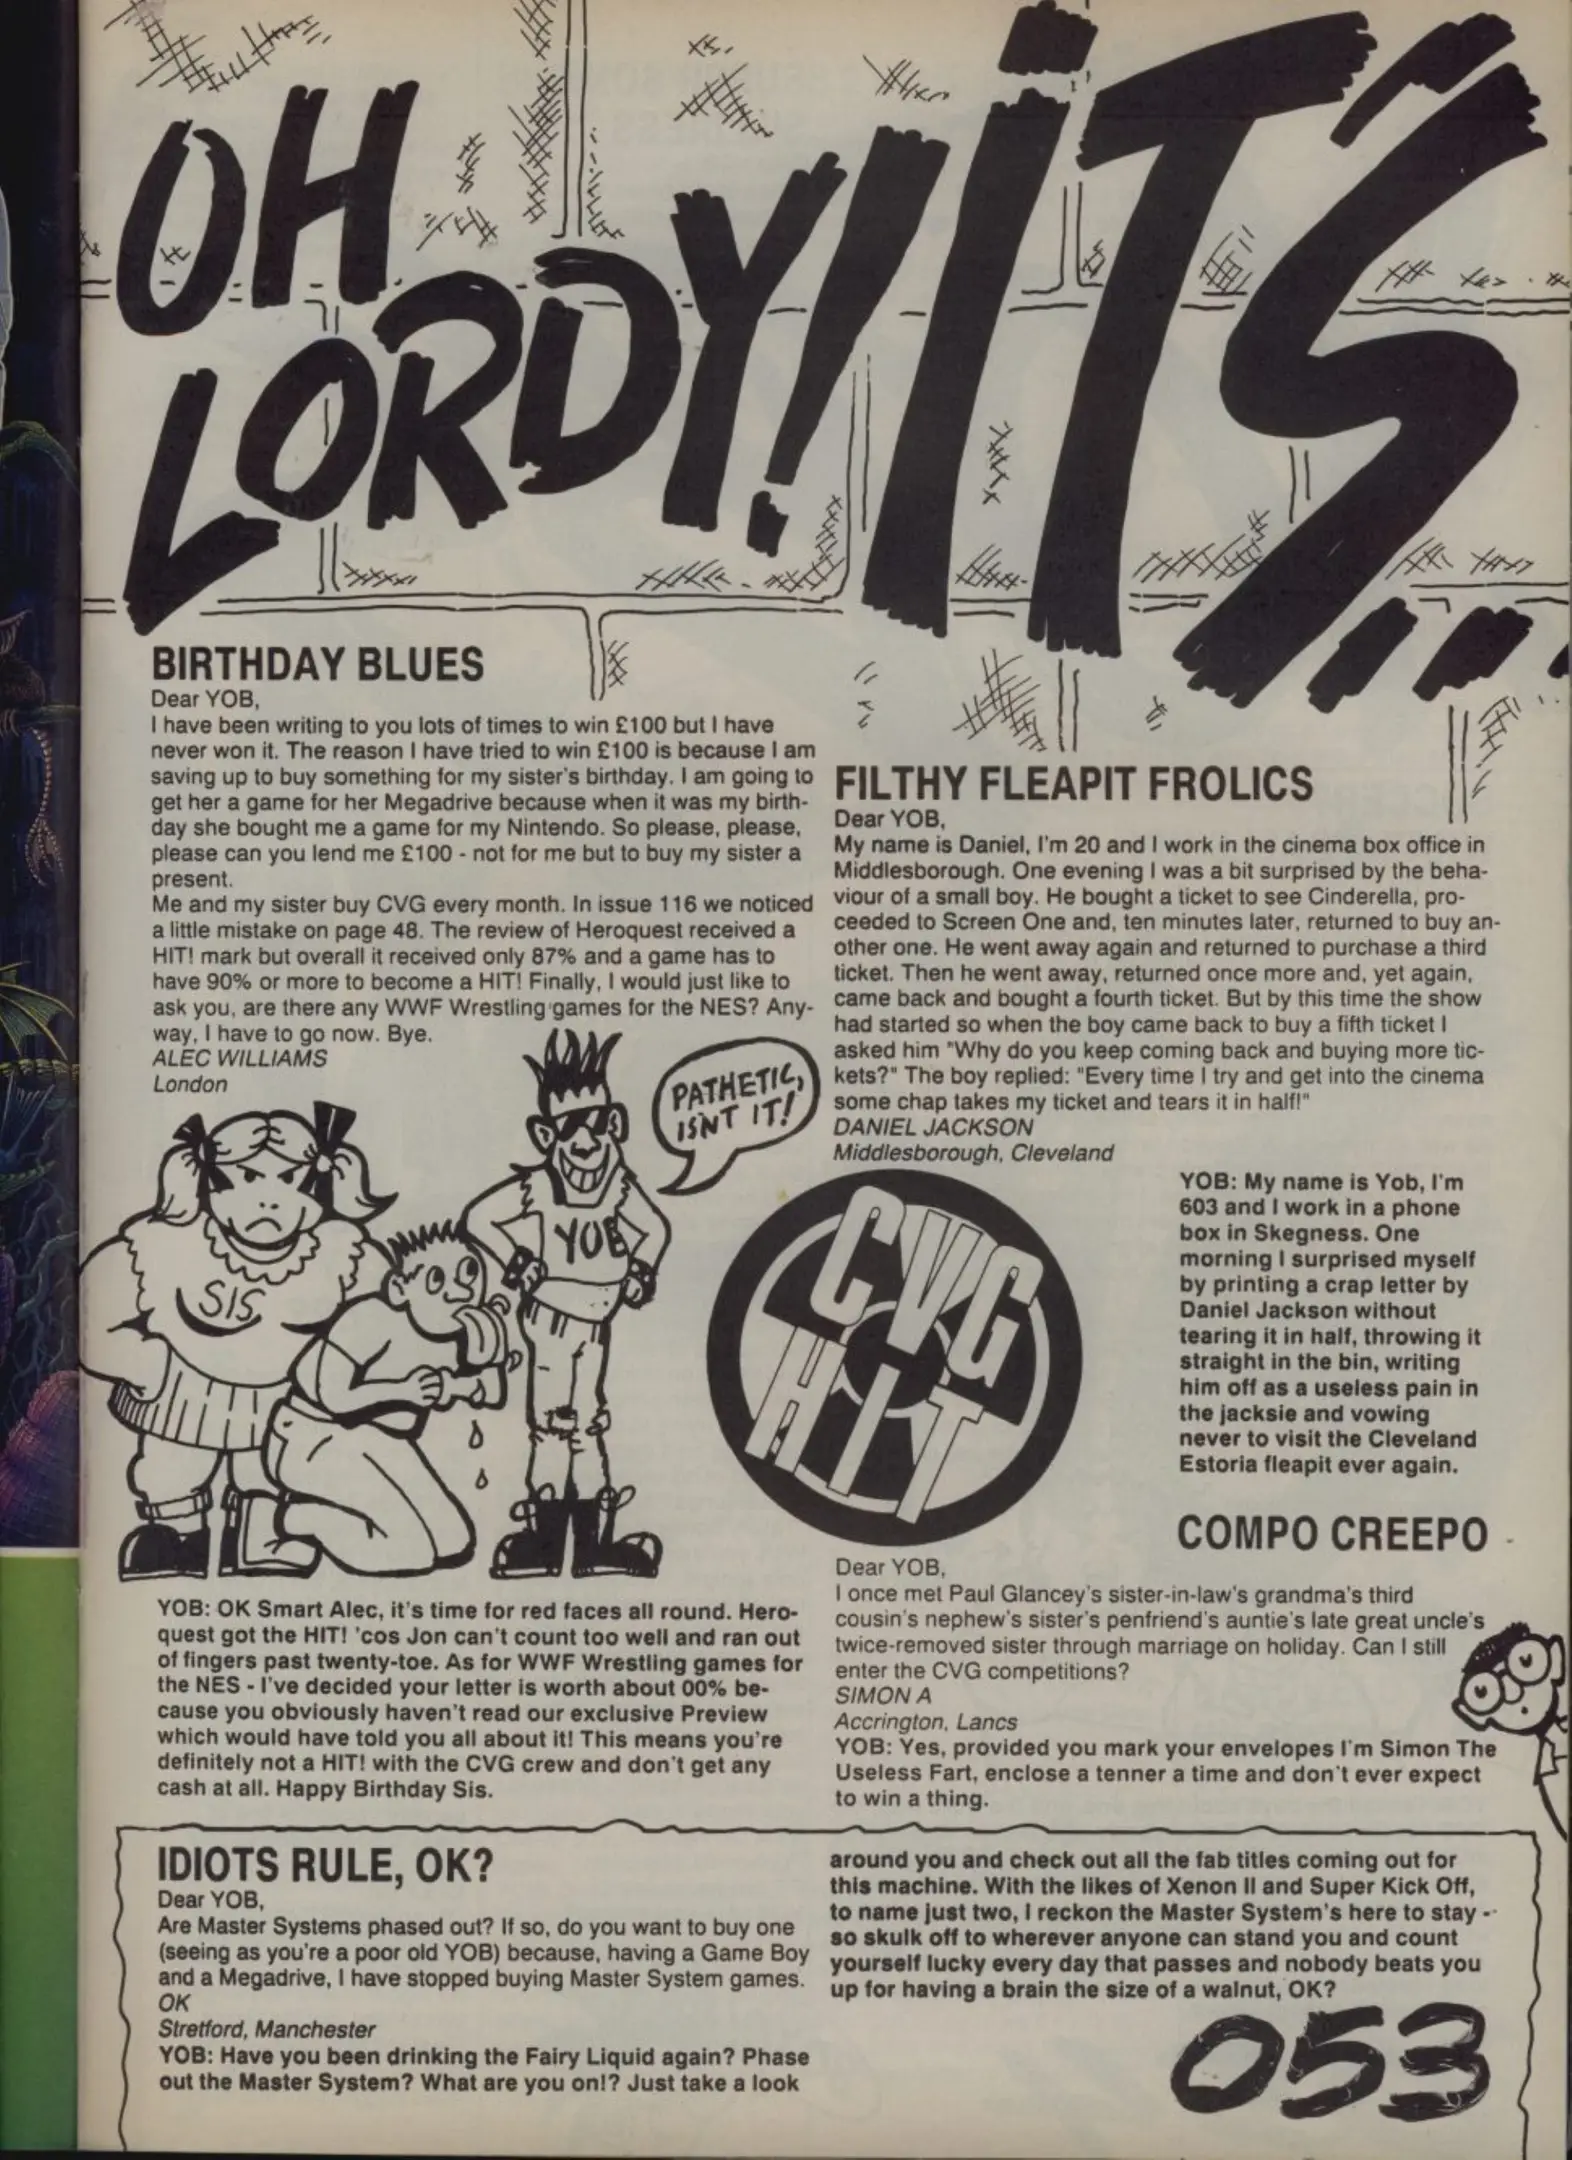 OH
LORDY!
IT'S...
BIRTHDAY BLUES
Dear YOB,
I have been writing to you lots of times to win £100 but I have
never won it. The reason I have tried to win £100 is because I am
saving up to buy something for my sister's birthday. I am going to
get her a game for her Megadrive because when it was my birth-
day she bought me a game for my Nintendo. So please, please,
please can you lend me £100 - not for me but to buy my sister a
present.
Me and my sister buy CVG every month. In issue 116 we noticed
a little mistake on page 48. The review of Heroquest received a
HIT! mark but overall it received only 87% and a game has to
have 90% or more to become a HIT! Finally, I would just like to
ask you, are there any WWF Wrestling games for the NES? Any-
way, I have to go now. Bye.
ALEC WILLIAMS
London
PATHETIC,
ISN'T IT!
SIS
YOB
YOB: OK Smart Alec, it's time for red faces all round. Hero-
quest got the HIT! 'cos Jon can't count too well and ran out
of fingers past twenty-toe. As for WWF Wrestling games for
the NES - I've decided your letter is worth about 00% be-
cause you obviously haven't read our exclusive Preview
which would have told you all about it! This means you're
definitely not a HIT! with the CVG crew and don't get any
cash at all. Happy Birthday Sis.
FILTHY FLEAPIT FROLICS
Dear YOB,
My name is Daniel, I'm 20 and I work in the cinema box office in
Middlesborough. One evening I was a bit surprised by the beha-
viour of a small boy. He bought a ticket to see Cinderella, pro-
ceeded to Screen One and, ten minutes later, returned to buy an-
other one. He went away again and returned to purchase a third
ticket. Then he went away, returned once more and, yet again,
came back and bought a fourth ticket. But by this time the show
had started so when the boy came back to buy a fifth ticket I
asked him "Why do you keep coming back and buying more tic-
kets?" The boy replied: "Every time I try and get into the cinema
some chap takes my ticket and tears it in half!"
DANIEL JACKSON
Middlesborough, Cleveland
CVG
HIT
YOB: My name is Yob, I'm
603 and I work in a phone
box in Skegness. One
morning I surprised myself
by printing a crap letter by
Daniel Jackson without
tearing it in half, throwing it
straight in the bin, writing
him off as a useless pain in
the jacksie and vowing
never to visit the Cleveland
Estoria fleapit ever again.
COMPO CREEPO
Dear YOB,
I once met Paul Glancey's sister-in-law's grandma's third
cousin's nephew's sister's penfriend's auntie's late great uncle's
twice-removed sister through marriage on holiday. Can I still
enter the CVG competitions?
SIMON A
Accrington, Lancs
YOB: Yes, provided you mark your envelopes I'm Simon The
Useless Fart, enclose a tenner a time and don't ever expect
to win a thing.
IDIOTS RULE, OK?
Dear YOB,
Are Master Systems phased out? If so, do you want to buy one
(seeing as you're a poor old YOB) because, having a Game Boy
and a Megadrive, I have stopped buying Master System games.
OK
Stretford, Manchester
YOB: Have you been drinking the Fairy Liquid again? Phase
out the Master System? What are you on!? Just take a look
around you and check out all the fab titles coming out for
this machine. With the likes of Xenon II and Super Kick Off,
to name just two, I reckon the Master System's here to stay -
so skulk off to wherever anyone can stand you and count
yourself lucky every day that passes and nobody beats you
up for having a brain the size of a walnut, OK?
053